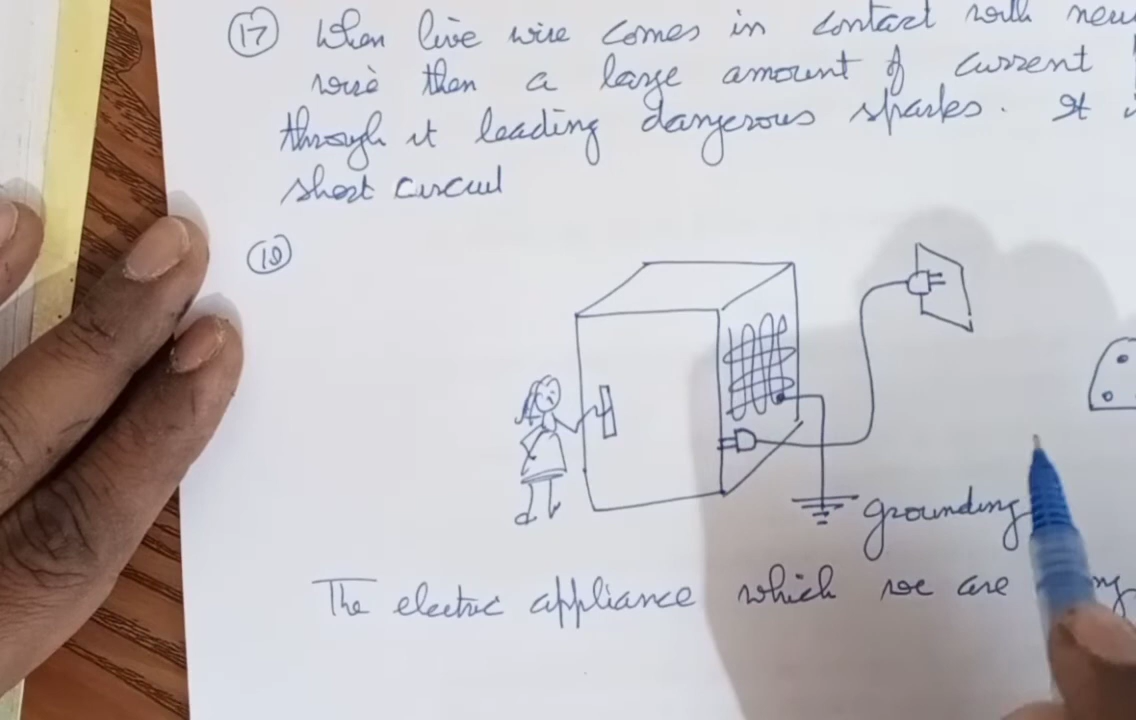 (17) When live wire comes in contact with
wire then a large amount of current
through it leading dangerous sparks. It
short circuit
(18)
grounding
The electric appliance which we are